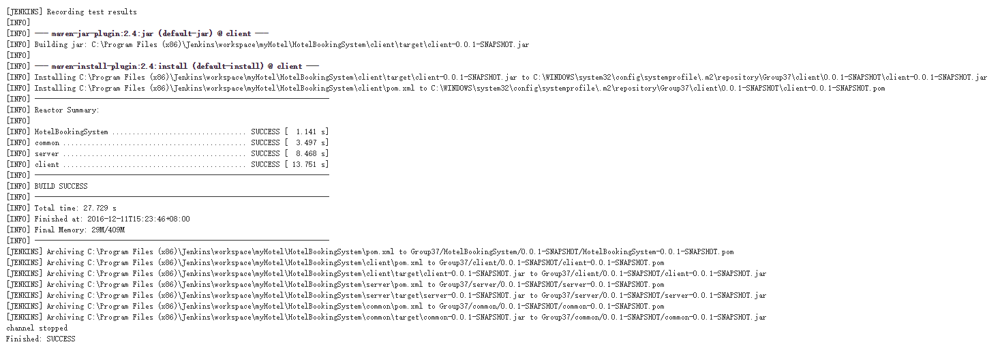 [JENKINS] Recording test results
[INFO]
[INFO] --- maven-jar-plugin:2.4:jar (default-jar) @ client ---
[INFO] Building jar: C:\Program Files (x86)\Jenkins\workspace\myHotel\HotelBookingSystem\client\target\client-0.0.1-SNAPSHOT.jar
[INFO]
[INFO] --- maven-install-plugin:2.4:install (default-install) @ client ---
[INFO] Installing C:\Program Files (x86)\Jenkins\workspace\myHotel\HotelBookingSystem\client\target\client-0.0.1-SNAPSHOT.jar to C:\WINDOWS\system32\config\systemprofile\.m2\repository\Group37\client\0.0.1-SNAPSHOT\client-0.0.1-SNAPSHOT.jar
[INFO] Installing C:\Program Files (x86)\Jenkins\workspace\myHotel\HotelBookingSystem\client\pom.xml to C:\WINDOWS\system32\config\systemprofile\.m2\repository\Group37\client\0.0.1-SNAPSHOT\client-0.0.1-SNAPSHOT.pom
[INFO] ------------------------------------------------------------------------
[INFO] Reactor Summary:
[INFO]
[INFO] HotelBookingSystem ................................. SUCCESS [  1.141 s]
[INFO] common ............................................. SUCCESS [  3.497 s]
[INFO] server ............................................. SUCCESS [  8.468 s]
[INFO] client ............................................. SUCCESS [ 13.751 s]
[INFO] ------------------------------------------------------------------------
[INFO] BUILD SUCCESS
[INFO] ------------------------------------------------------------------------
[INFO] Total time: 27.729 s
[INFO] Finished at: 2016-12-11T15:23:46+08:00
[INFO] Final Memory: 29M/409M
[INFO] ------------------------------------------------------------------------
[JENKINS] Archiving C:\Program Files (x86)\Jenkins\workspace\myHotel\HotelBookingSystem\pom.xml to Group37/HotelBookingSystem/0.0.1-SNAPSHOT/HotelBookingSystem-0.0.1-SNAPSHOT.pom
[JENKINS] Archiving C:\Program Files (x86)\Jenkins\workspace\myHotel\HotelBookingSystem\client\pom.xml to Group37/client/0.0.1-SNAPSHOT/client-0.0.1-SNAPSHOT.pom
[JENKINS] Archiving C:\Program Files (x86)\Jenkins\workspace\myHotel\HotelBookingSystem\client\target\client-0.0.1-SNAPSHOT.jar to Group37/client/0.0.1-SNAPSHOT/client-0.0.1-SNAPSHOT.jar
[JENKINS] Archiving C:\Program Files (x86)\Jenkins\workspace\myHotel\HotelBookingSystem\server\pom.xml to Group37/server/0.0.1-SNAPSHOT/server-0.0.1-SNAPSHOT.pom
[JENKINS] Archiving C:\Program Files (x86)\Jenkins\workspace\myHotel\HotelBookingSystem\server\target\server-0.0.1-SNAPSHOT.jar to Group37/server/0.0.1-SNAPSHOT/server-0.0.1-SNAPSHOT.jar
[JENKINS] Archiving C:\Program Files (x86)\Jenkins\workspace\myHotel\HotelBookingSystem\common\pom.xml to Group37/common/0.0.1-SNAPSHOT/common-0.0.1-SNAPSHOT.pom
[JENKINS] Archiving C:\Program Files (x86)\Jenkins\workspace\myHotel\HotelBookingSystem\common\target\common-0.0.1-SNAPSHOT.jar to Group37/common/0.0.1-SNAPSHOT/common-0.0.1-SNAPSHOT.jar
channel stopped
Finished: SUCCESS